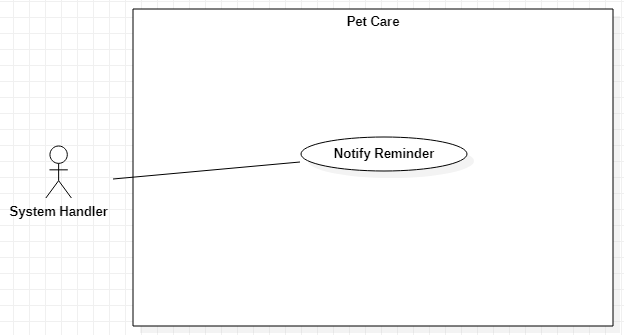 Pet Care
Notify Reminder
System Handler